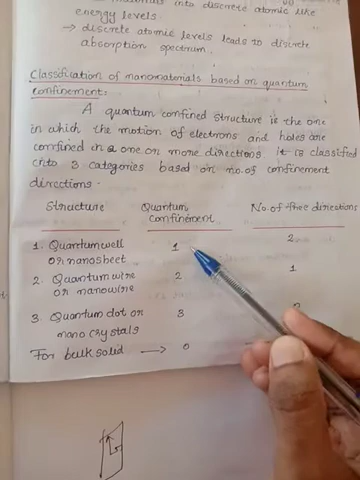 materials into discrete atomic like
energy levels.
→ discrete atomic levels leads to discrete
absorption spectrum.
Classification of nanomaterials based on quantum
confinement:
A quantum confined structure is the one
in which the motion of electrons and holes are
confined in one or more directions It is classified
into 3 categories based on no. of confinement
directions.
Structure Quantum confinement No. of free directions
1. Quantum well or nanosheet 1 2
2. Quantum wire or nanowire 2 1
3. Quantum dot or nano crystals 3
For bulk solid → 0